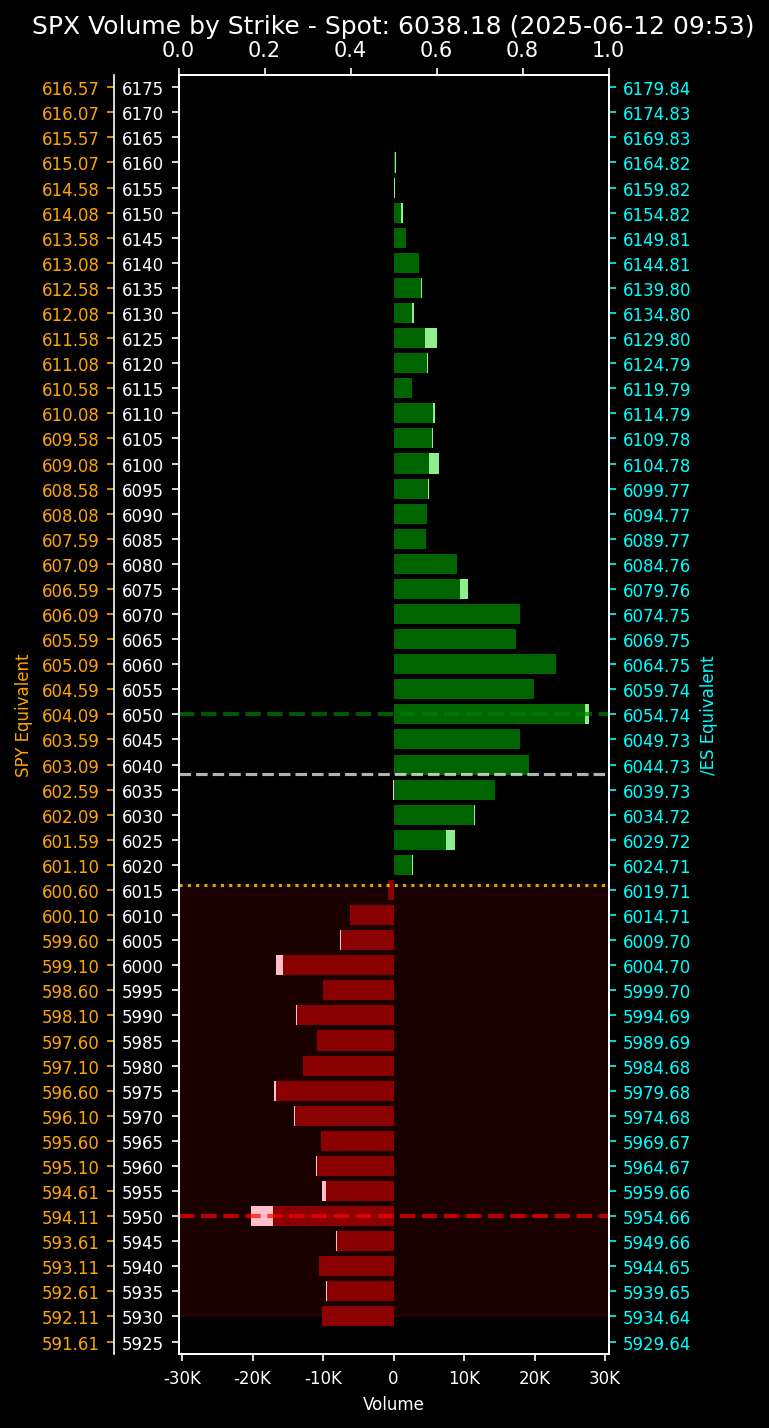 SPX Volume by Strike - Spot: 6038.18 (2025-06-12 09:53)
0.0 0.2 0.4 0.6 0.8 1.0
616.57 6175 6179.84
616.07 6170 6174.83
615.57 6165 6169.83
615.07 6160 6164.82
614.58 6155 6159.82
614.08 6150 6154.82
613.58 6145 6149.81
613.08 6140 6144.81
612.58 6135 6139.80
612.08 6130 6134.80
611.58 6125 6129.80
611.08 6120 6124.79
610.58 6115 6119.79
610.08 6110 6114.79
609.58 6105 6109.78
609.08 6100 6104.78
608.58 6095 6099.77
608.08 6090 6094.77
607.59 6085 6089.77
607.09 6080 6084.76
606.59 6075 6079.76
606.09 6070 6074.75
605.59 6065 6069.75
605.09 6060 6064.75
604.59 6055 6059.74
604.09 6050 6054.74
603.59 6045 6049.73
603.09 6040 6044.73
602.59 6035 6039.73
602.09 6030 6034.72
601.59 6025 6029.72
601.10 6020 6024.71
600.60 6015 6019.71
600.10 6010 6014.71
599.60 6005 6009.70
599.10 6000 6004.70
598.60 5995 5999.70
598.10 5990 5994.69
597.60 5985 5989.69
597.10 5980 5984.68
596.60 5975 5979.68
596.10 5970 5974.68
595.60 5965 5969.67
595.10 5960 5964.67
594.61 5955 5959.66
594.11 5950 5954.66
593.61 5945 5949.66
593.11 5940 5944.65
592.61 5935 5939.65
592.11 5930 5934.64
591.61 5925 5929.64
SPY Equivalent
/ES Equivalent
-30K -20K -10K 0 10K 20K 30K
Volume